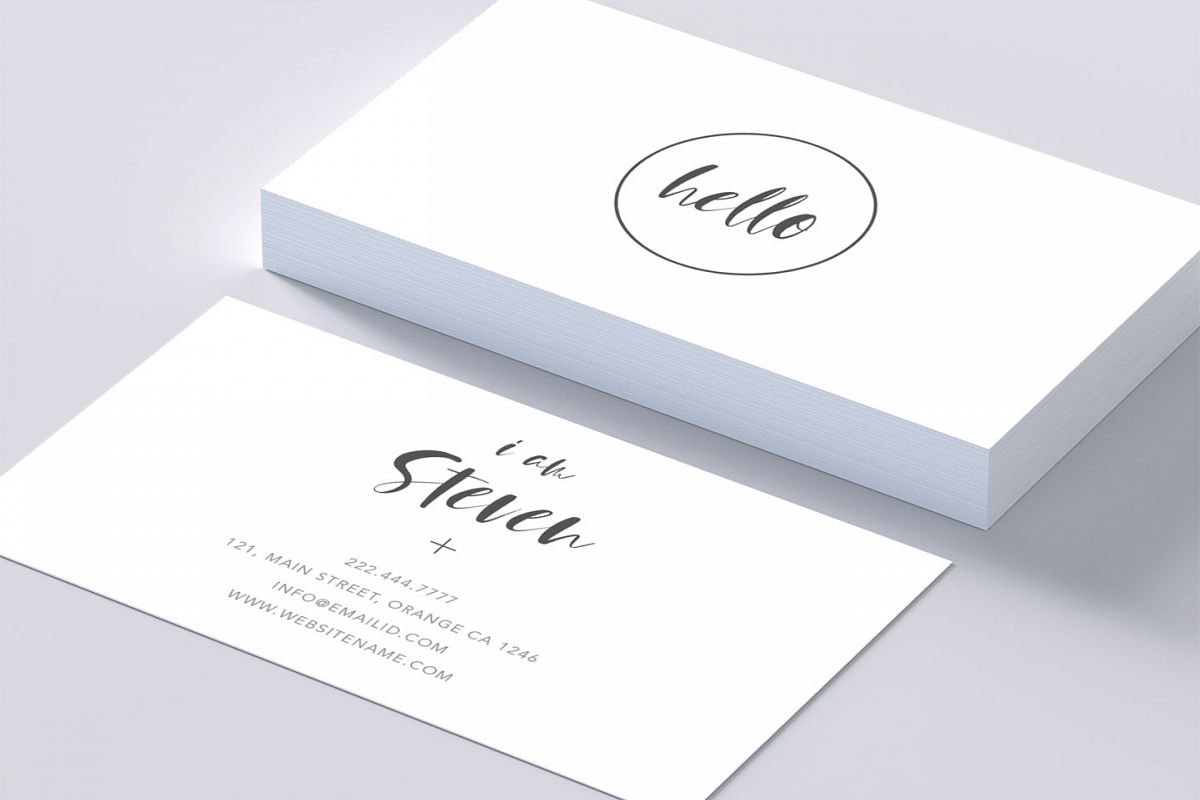 hello
i am
Steven
+
222.444.7777
121, MAIN STREET, ORANGE CA 1246
INFO@EMAILID.COM
WWW.WEBSITENAME.COM